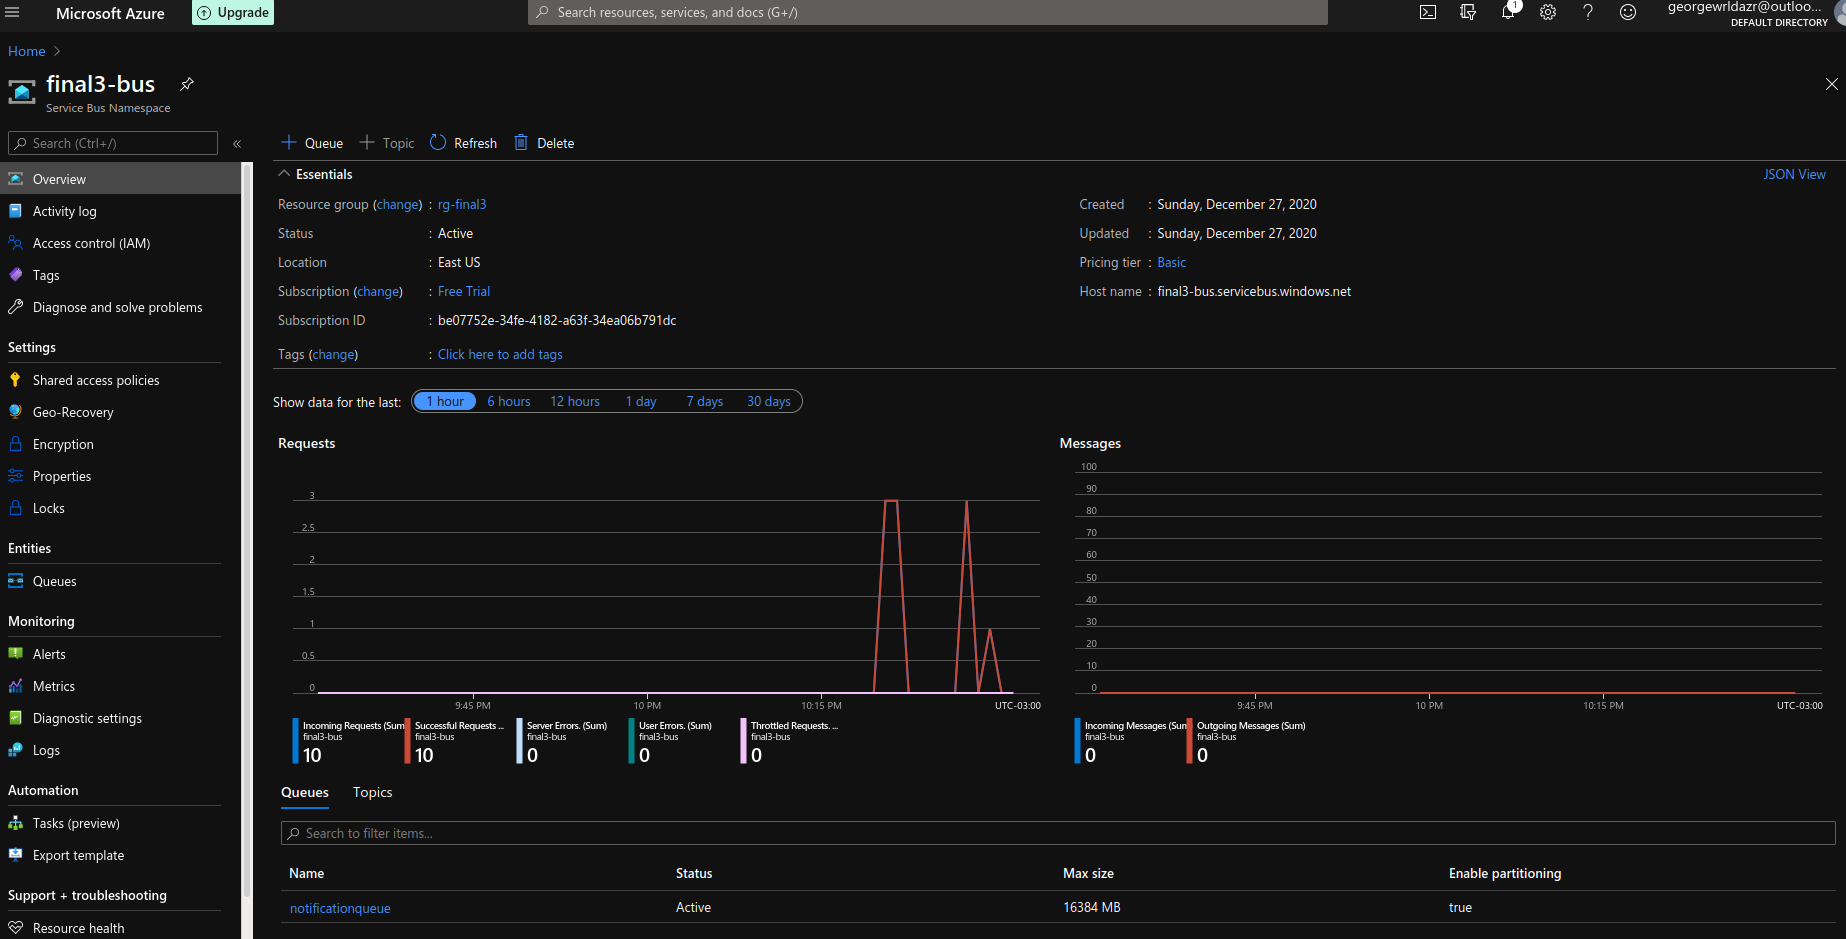 Microsoft Azure
Upgrade
Search resources, services, and docs (G+/)
1
georgewrldazr@outloo...
DEFAULT DIRECTORY
Home
final3-bus
Service Bus Namespace
Search (Ctrl+/)
«
Overview
Activity log
Access control (IAM)
Tags
Diagnose and solve problems
Settings
Shared access policies
Geo-Recovery
Encryption
Properties
Locks
Entities
Queues
Monitoring
Alerts
Metrics
Diagnostic settings
Logs
Automation
Tasks (preview)
Export template
Support + troubleshooting
Resource health
Queue Topic Refresh Delete
Essentials
JSON View
Resource group (change) : rg-final3
Status : Active
Location : East US
Subscription (change) : Free Trial
Subscription ID : be07752e-34fe-4182-a63f-34ea06b791dc
Tags (change) : Click here to add tags
Created : Sunday, December 27, 2020
Updated : Sunday, December 27, 2020
Pricing tier : Basic
Host name : final3-bus.servicebus.windows.net
Show data for the last: 1 hour 6 hours 12 hours 1 day 7 days 30 days
Requests
3
2.5
2
1.5
1
0.5
0
9:45 PM 10 PM 10:15 PM UTC-03:00
Incoming Requests (Sum
final3-bus
10
Successful Requests ...
final3-bus
10
Server Errors. (Sum)
final3-bus
0
User Errors. (Sum)
final3-bus
0
Throttled Requests. ...
final3-bus
0
Messages
100
90
80
70
60
50
40
30
20
10
0
9:45 PM 10 PM 10:15 PM UTC-03:00
Incoming Messages (Sum
final3-bus
0
Outgoing Messages (Sum)
final3-bus
0
Queues Topics
Search to filter items...
Name Status Max size Enable partitioning
notificationqueue Active 16384 MB true